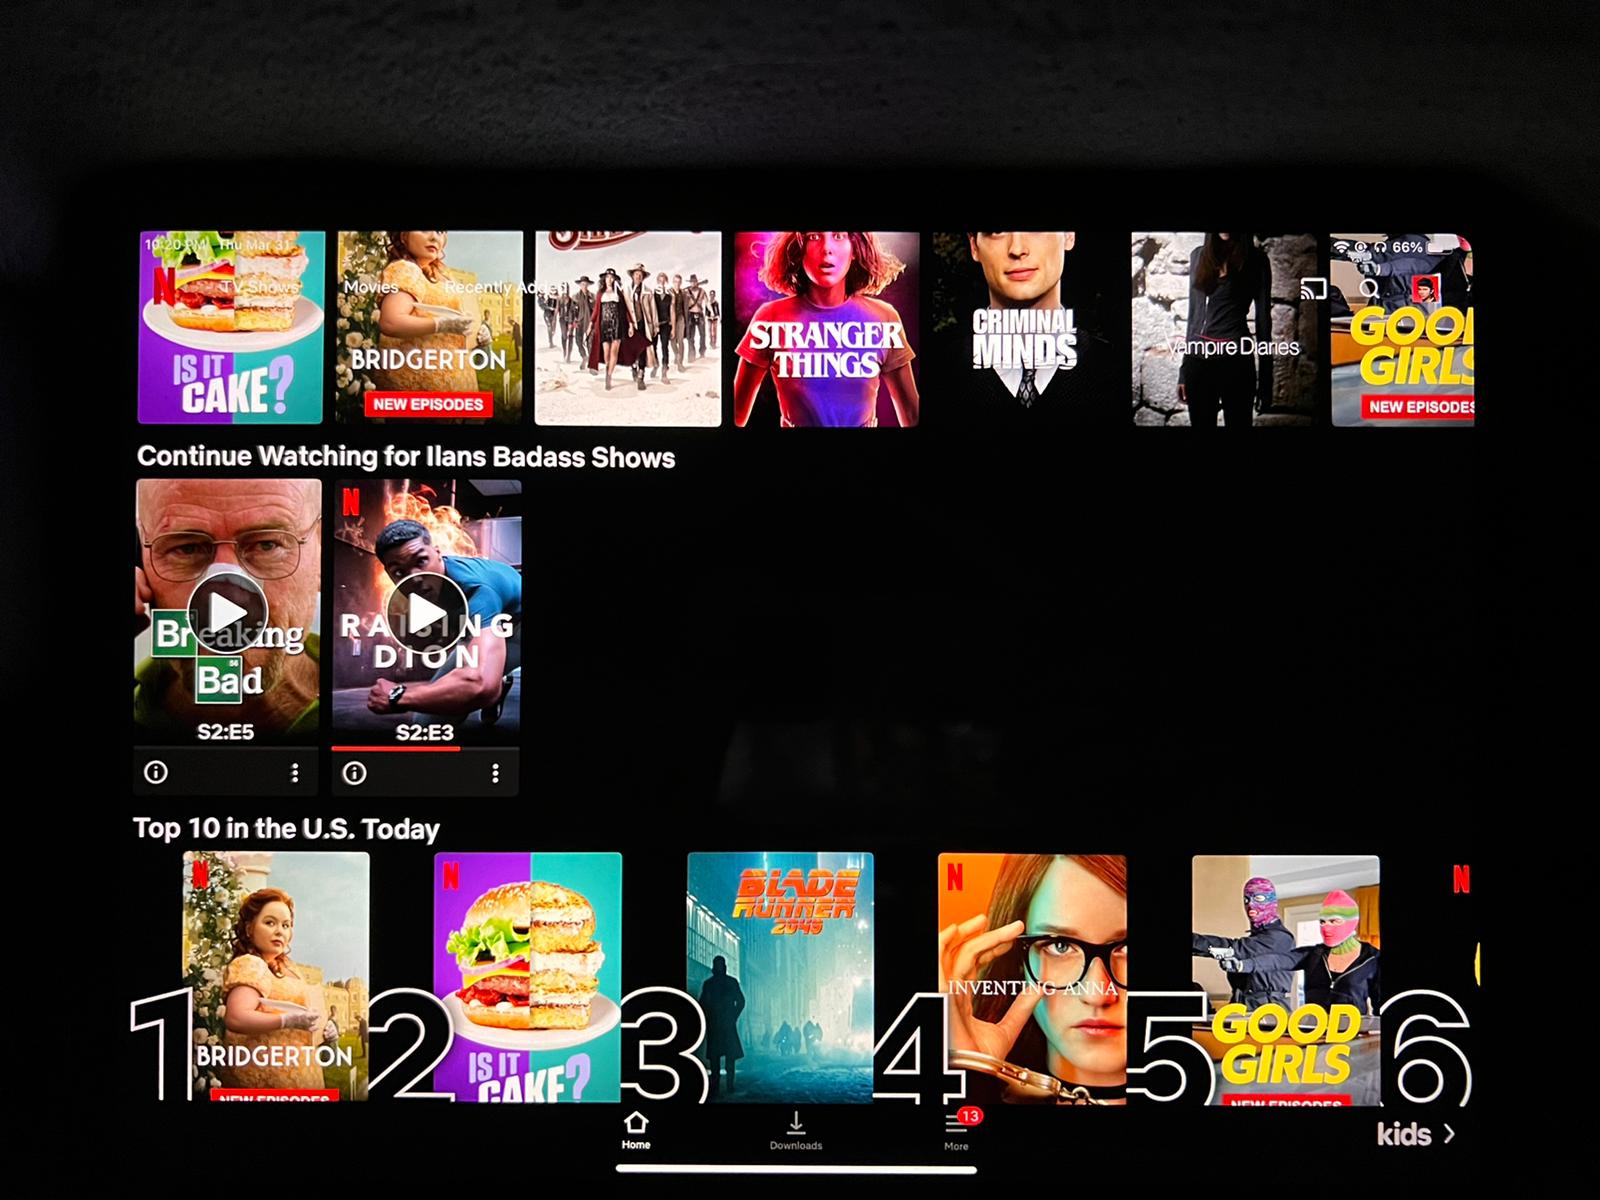 10:20 PM Thu Mar 31
66%
N
TV Shows
Movies
Recently Added
My List
IS IT
CAKE?
BRIDGERTON
NEW EPISODES
STRANGER
THINGS
CRIMINAL
MINDS
Vampire Diaries
GOOD
GIRLS
NEW EPISODES
Continue Watching for Ilans Badass Shows
Breaking
Bad
S2:E5
N
RAISING
DION
S2:E3
Top 10 in the U.S. Today
1
N
BRIDGERTON
NEW EPISODES
2
N
IS IT
CAKE?
3
BLADE
RUNNER
2049
4
N
INVENTING ANNA
5
GOOD
GIRLS
NEW EPISODES
6
N
Home
Downloads
13
More
kids